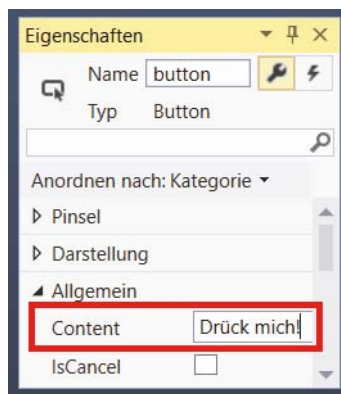 Eigenschaften
Name button
Typ Button
Anordnen nach: Kategorie
Pinsel
Darstellung
Allgemein
Content Drück mich!
IsCancel